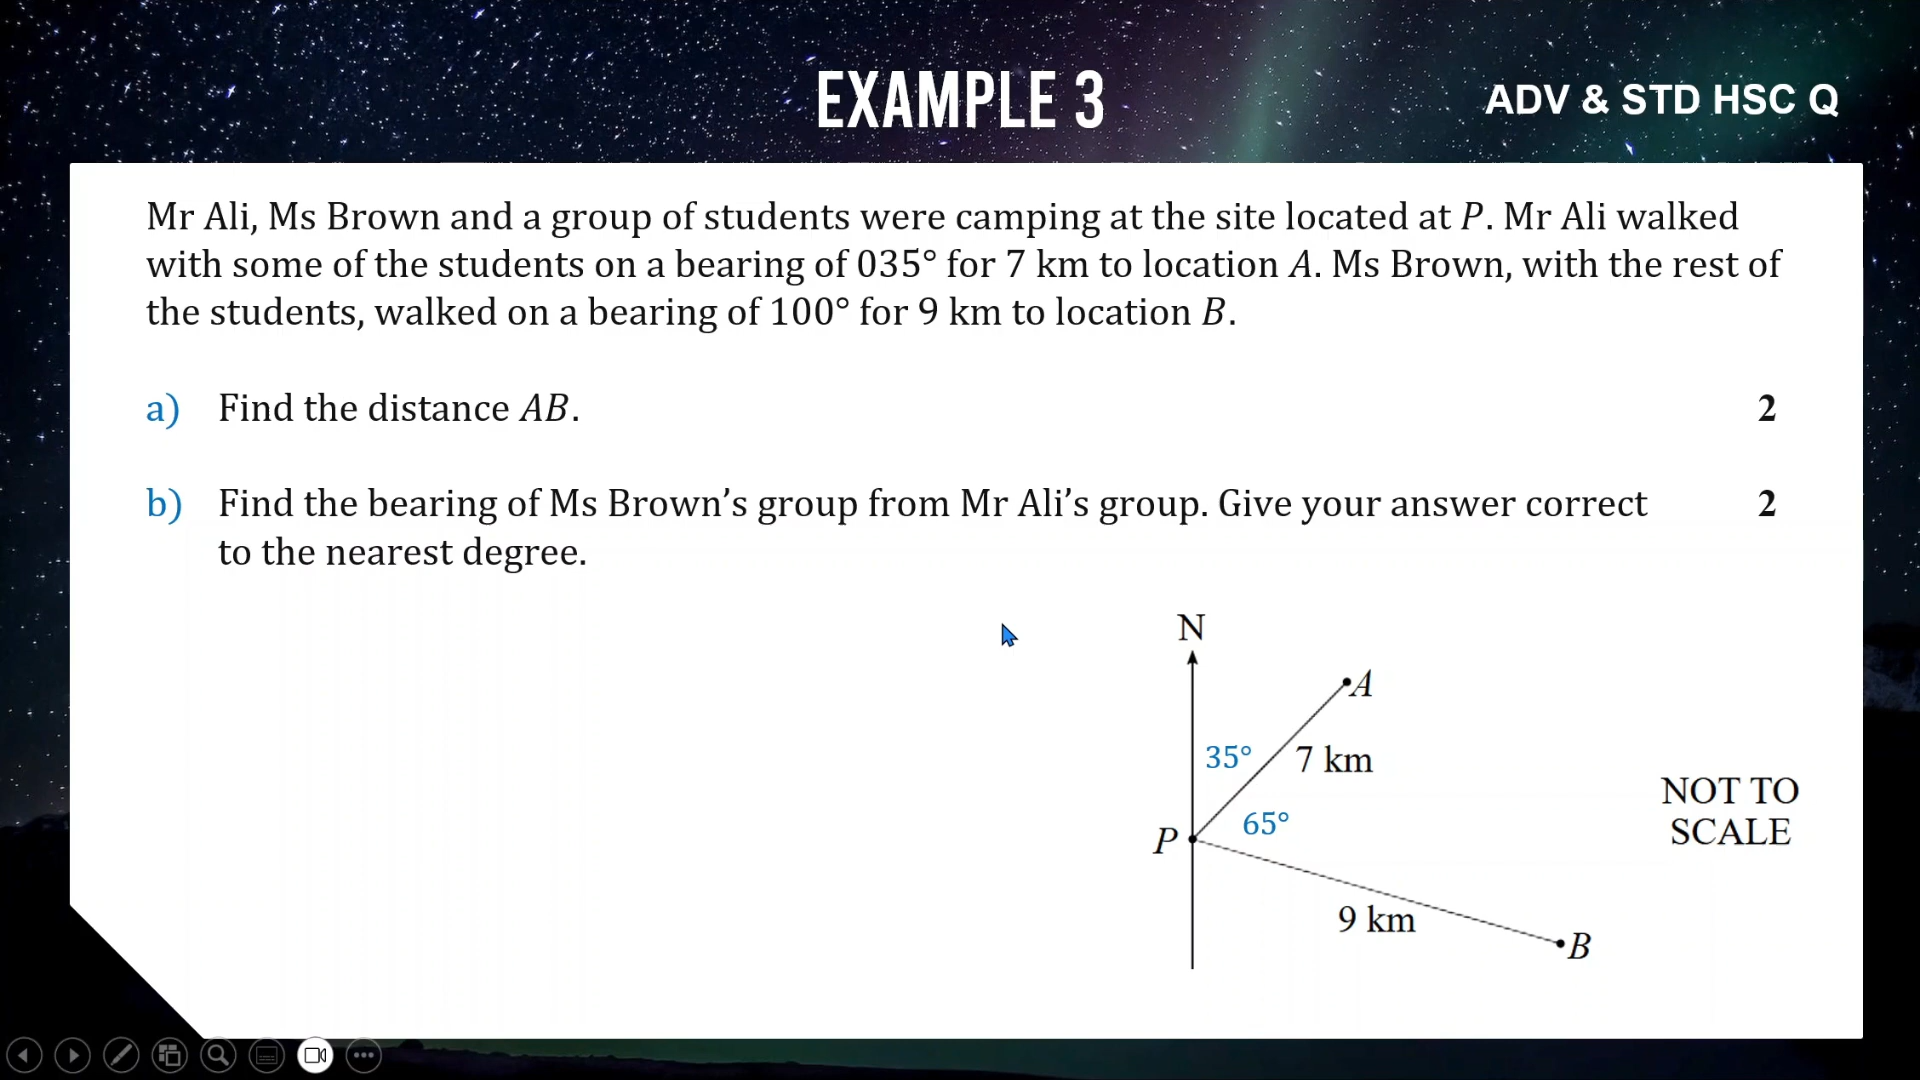 EXAMPLE 3
ADV & STD HSC Q
Mr Ali, Ms Brown and a group of students were camping at the site located at P. Mr Ali walked
with some of the students on a bearing of 035° for 7 km to location A. Ms Brown, with the rest of
the students, walked on a bearing of 100° for 9 km to location B.
a) Find the distance AB. 2
b) Find the bearing of Ms Brown’s group from Mr Ali’s group. Give your answer correct 2
to the nearest degree.
N
A
35°
7 km
65°
P
NOT TO
SCALE
9 km
B